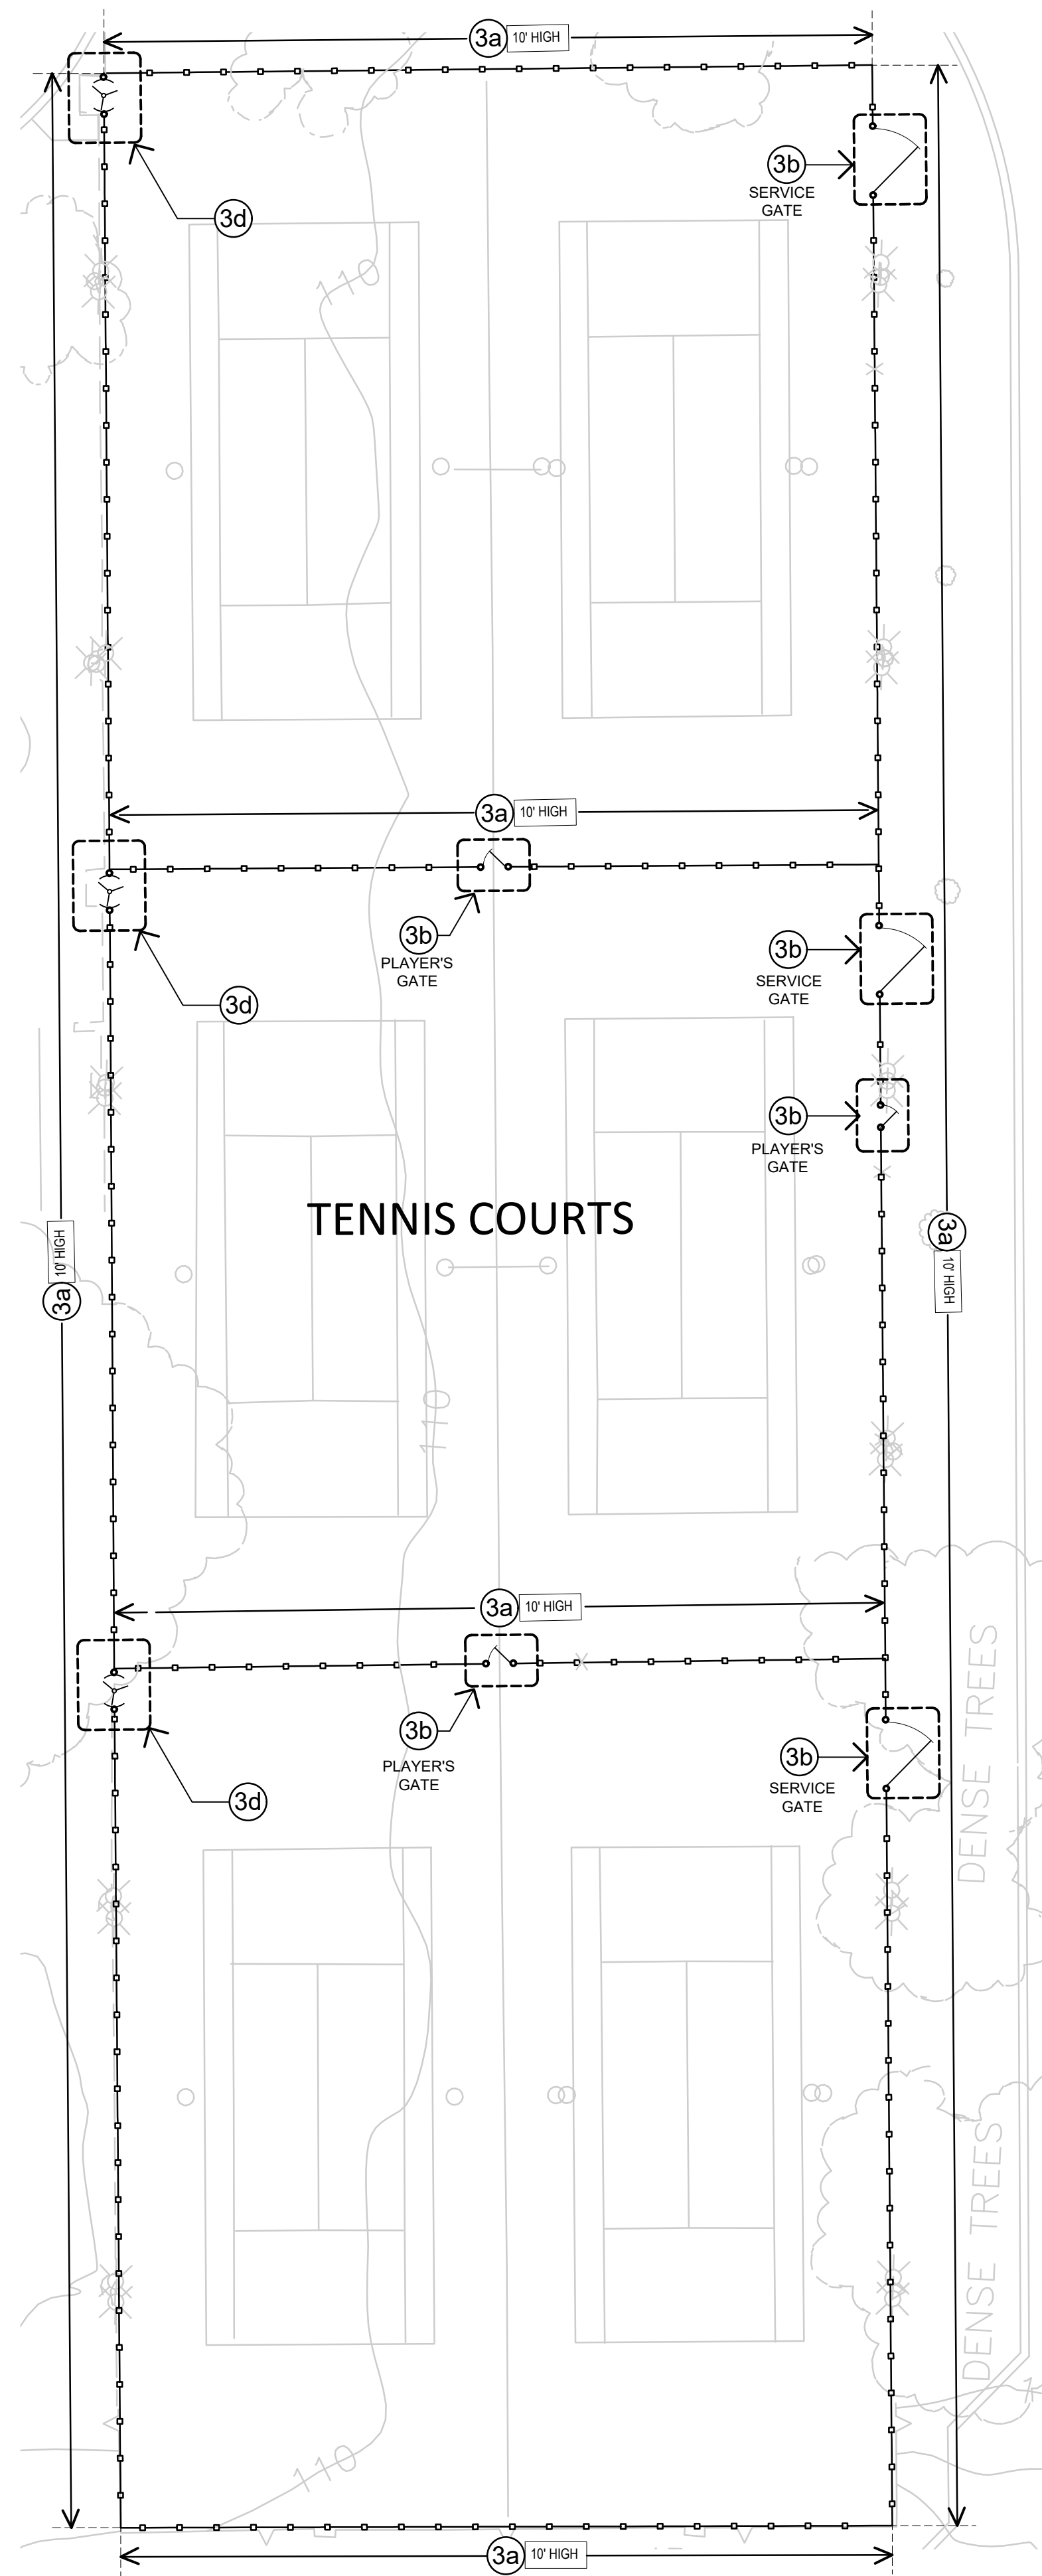 3a 10' HIGH
3b
SERVICE
GATE
3d
110
3a 10' HIGH
3b
PLAYER'S
GATE
3b
SERVICE
GATE
3d
3b
PLAYER'S
GATE
TENNIS COURTS
3a 10' HIGH
3a 10' HIGH
110
3a 10' HIGH
3b
PLAYER'S
GATE
3b
SERVICE
GATE
3d
DENSE TREES
DENSE TREES
110
3a 10' HIGH